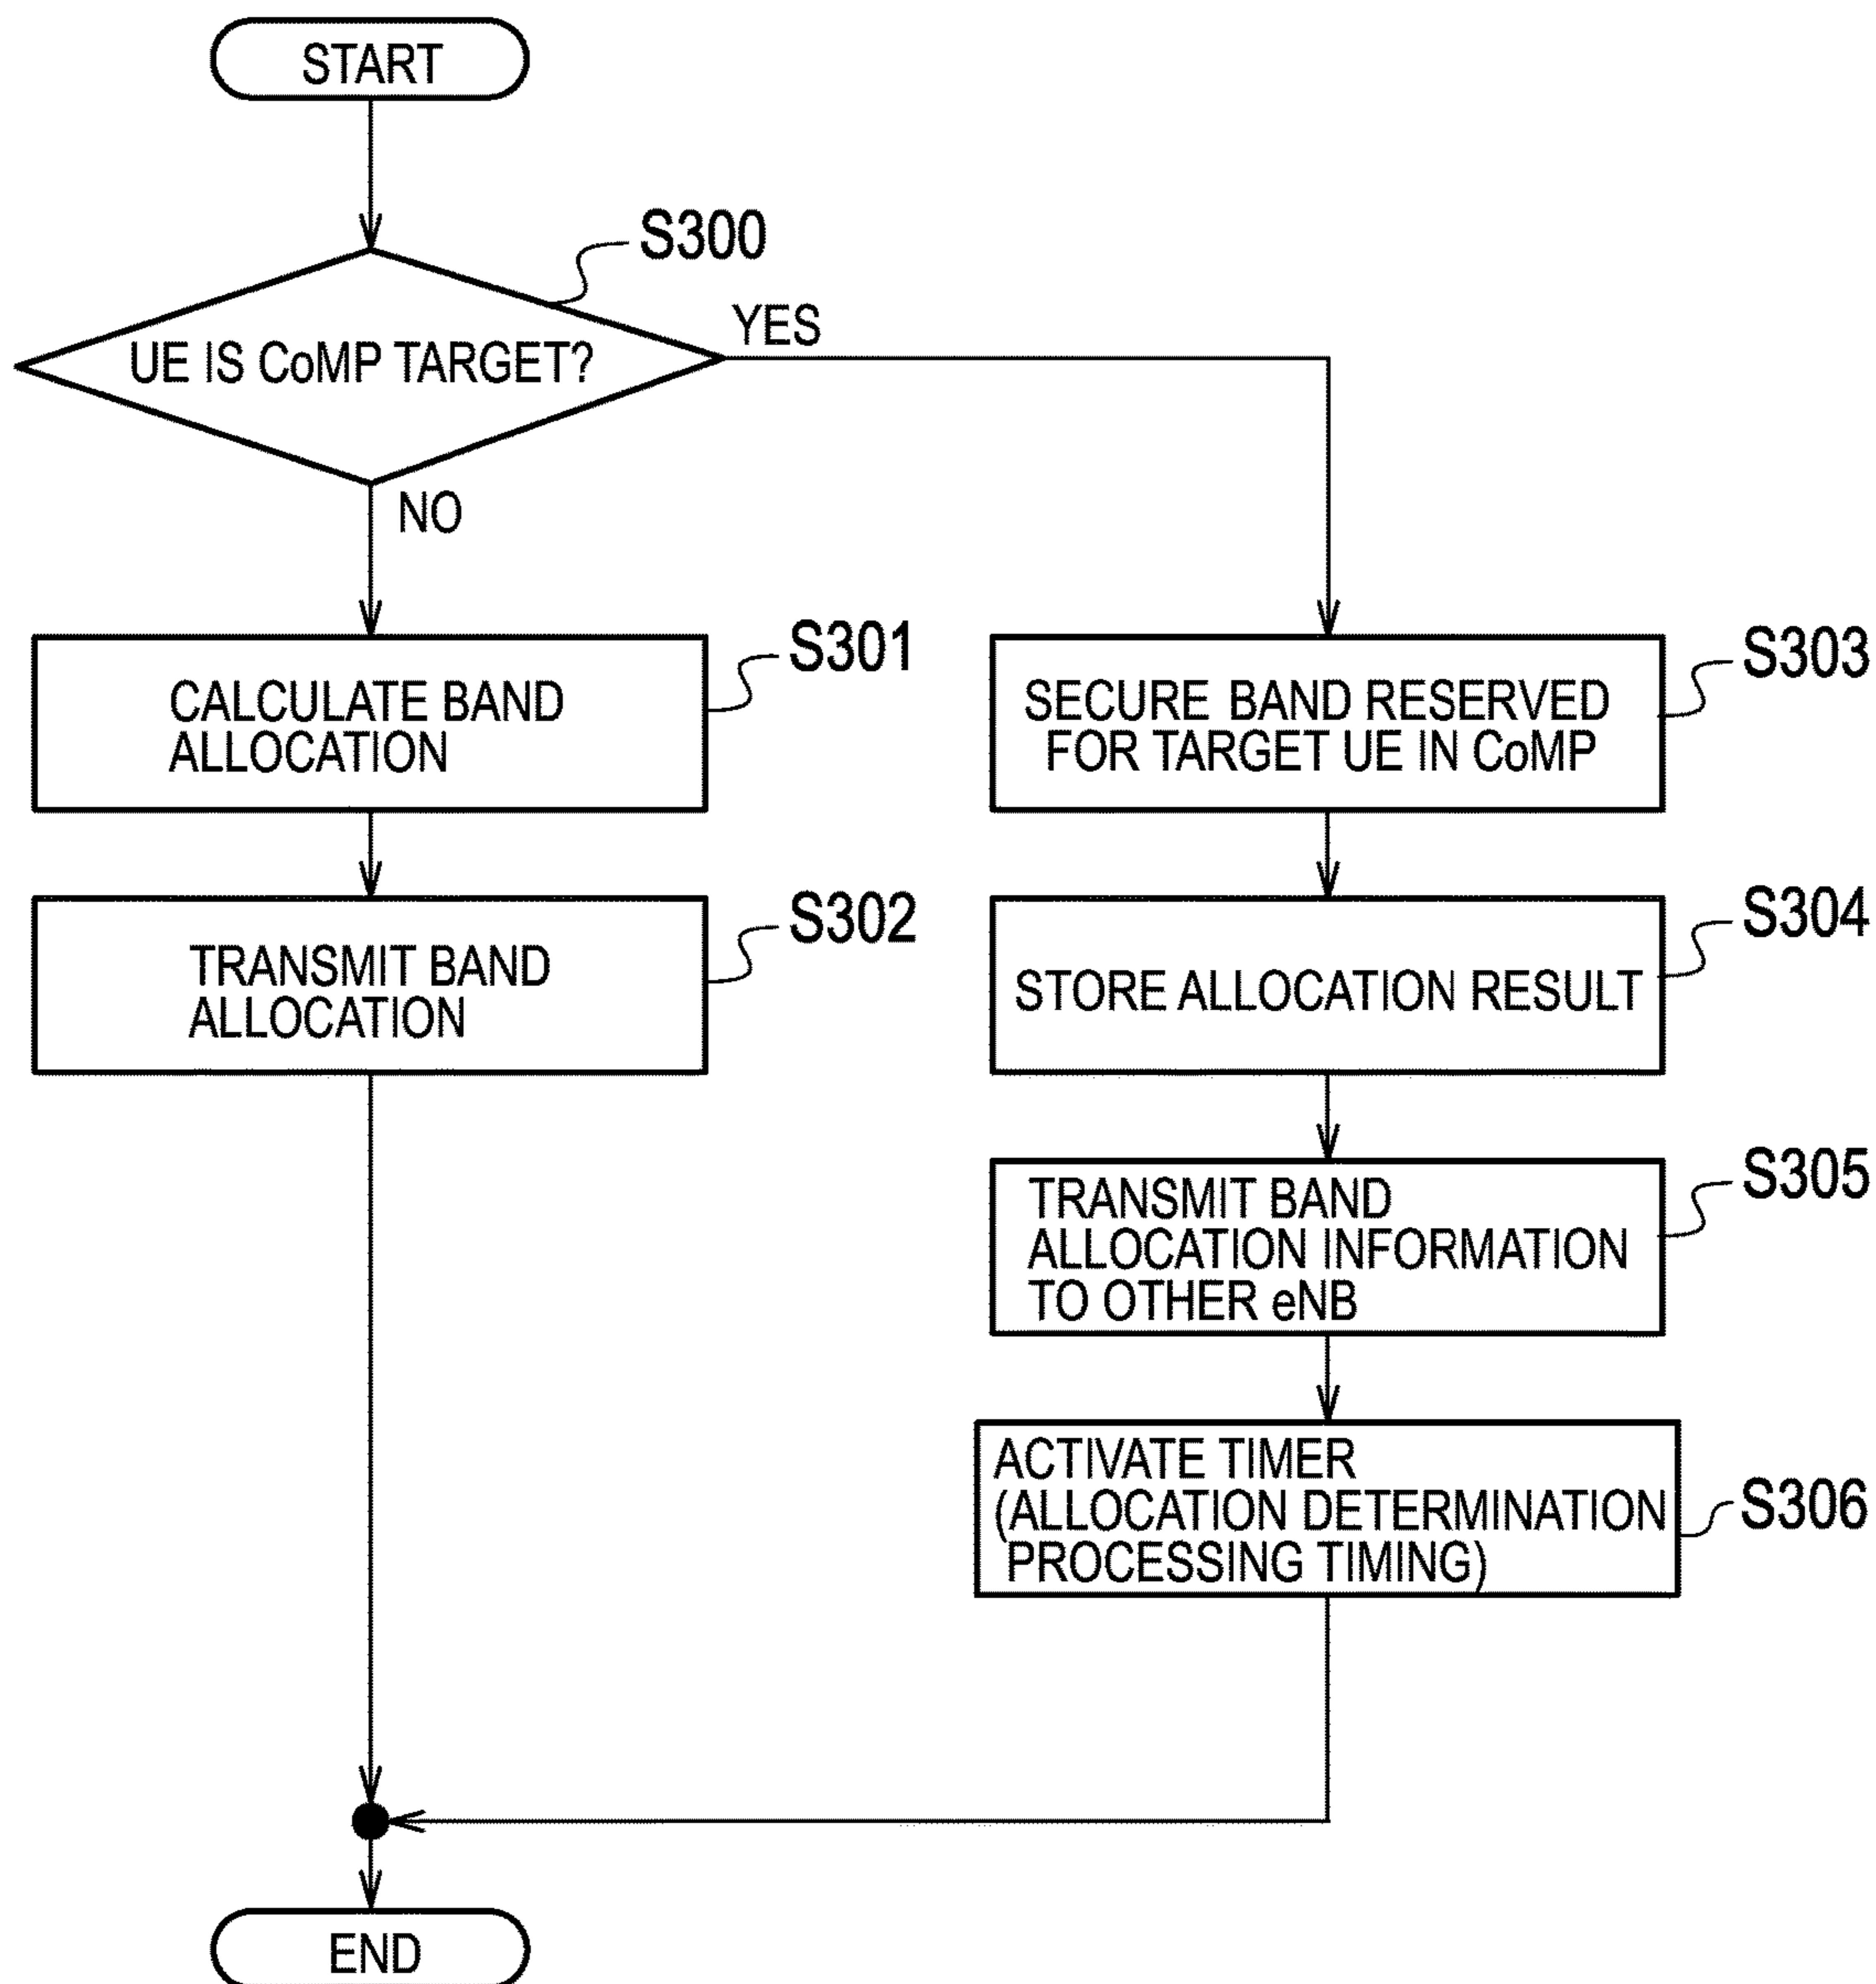 START
S300
UE IS CoMP TARGET?
YES
NO
S301
CALCULATE BAND
ALLOCATION
S302
TRANSMIT BAND
ALLOCATION
S303
SECURE BAND RESERVED
FOR TARGET UE IN CoMP
S304
STORE ALLOCATION RESULT
S305
TRANSMIT BAND
ALLOCATION INFORMATION
TO OTHER eNB
S306
ACTIVATE TIMER
(ALLOCATION DETERMINATION
PROCESSING TIMING)
END